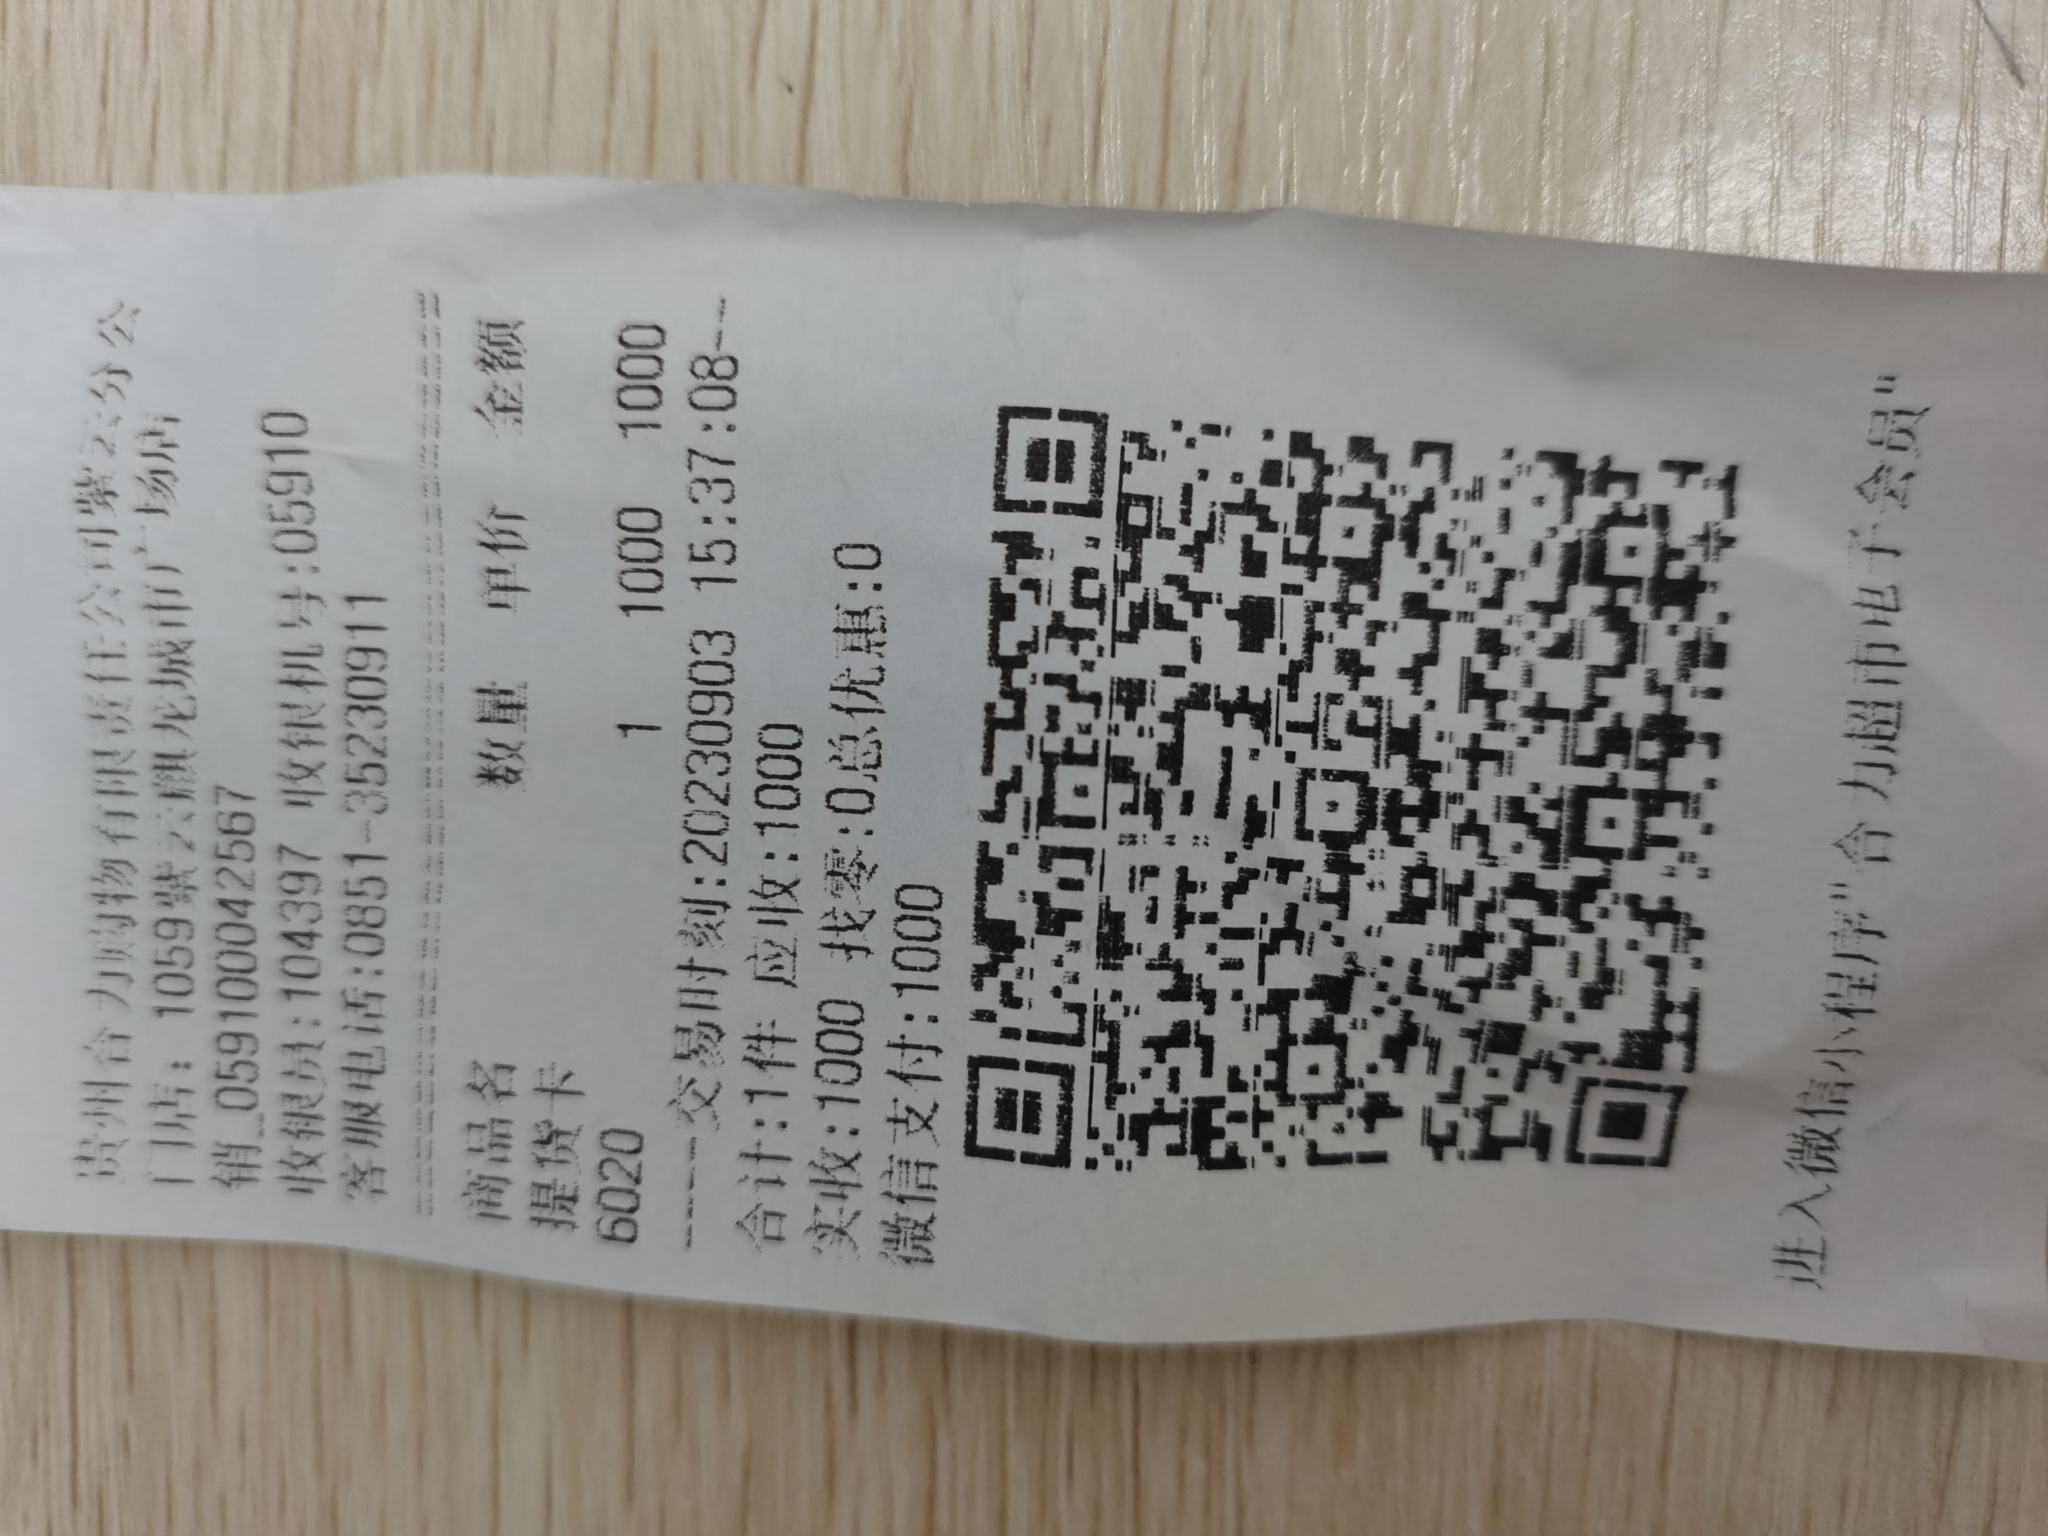 贵州合力购物有限责任公司紫云分公
门店: 1059紫云麒龙城市广场店
销_059100042567
收银员:104397 收银机号:059910
客服电话:0851-35230911
商品名 数量 单价 金额
提货卡
6020 1 1000 1000
----交易时刻:20230903 15:37:08--
合计:1件 应收:1000
实收:1000 找零:0总优惠:0
微信支付:1000
进入微信小程序"合力超市电子会员"